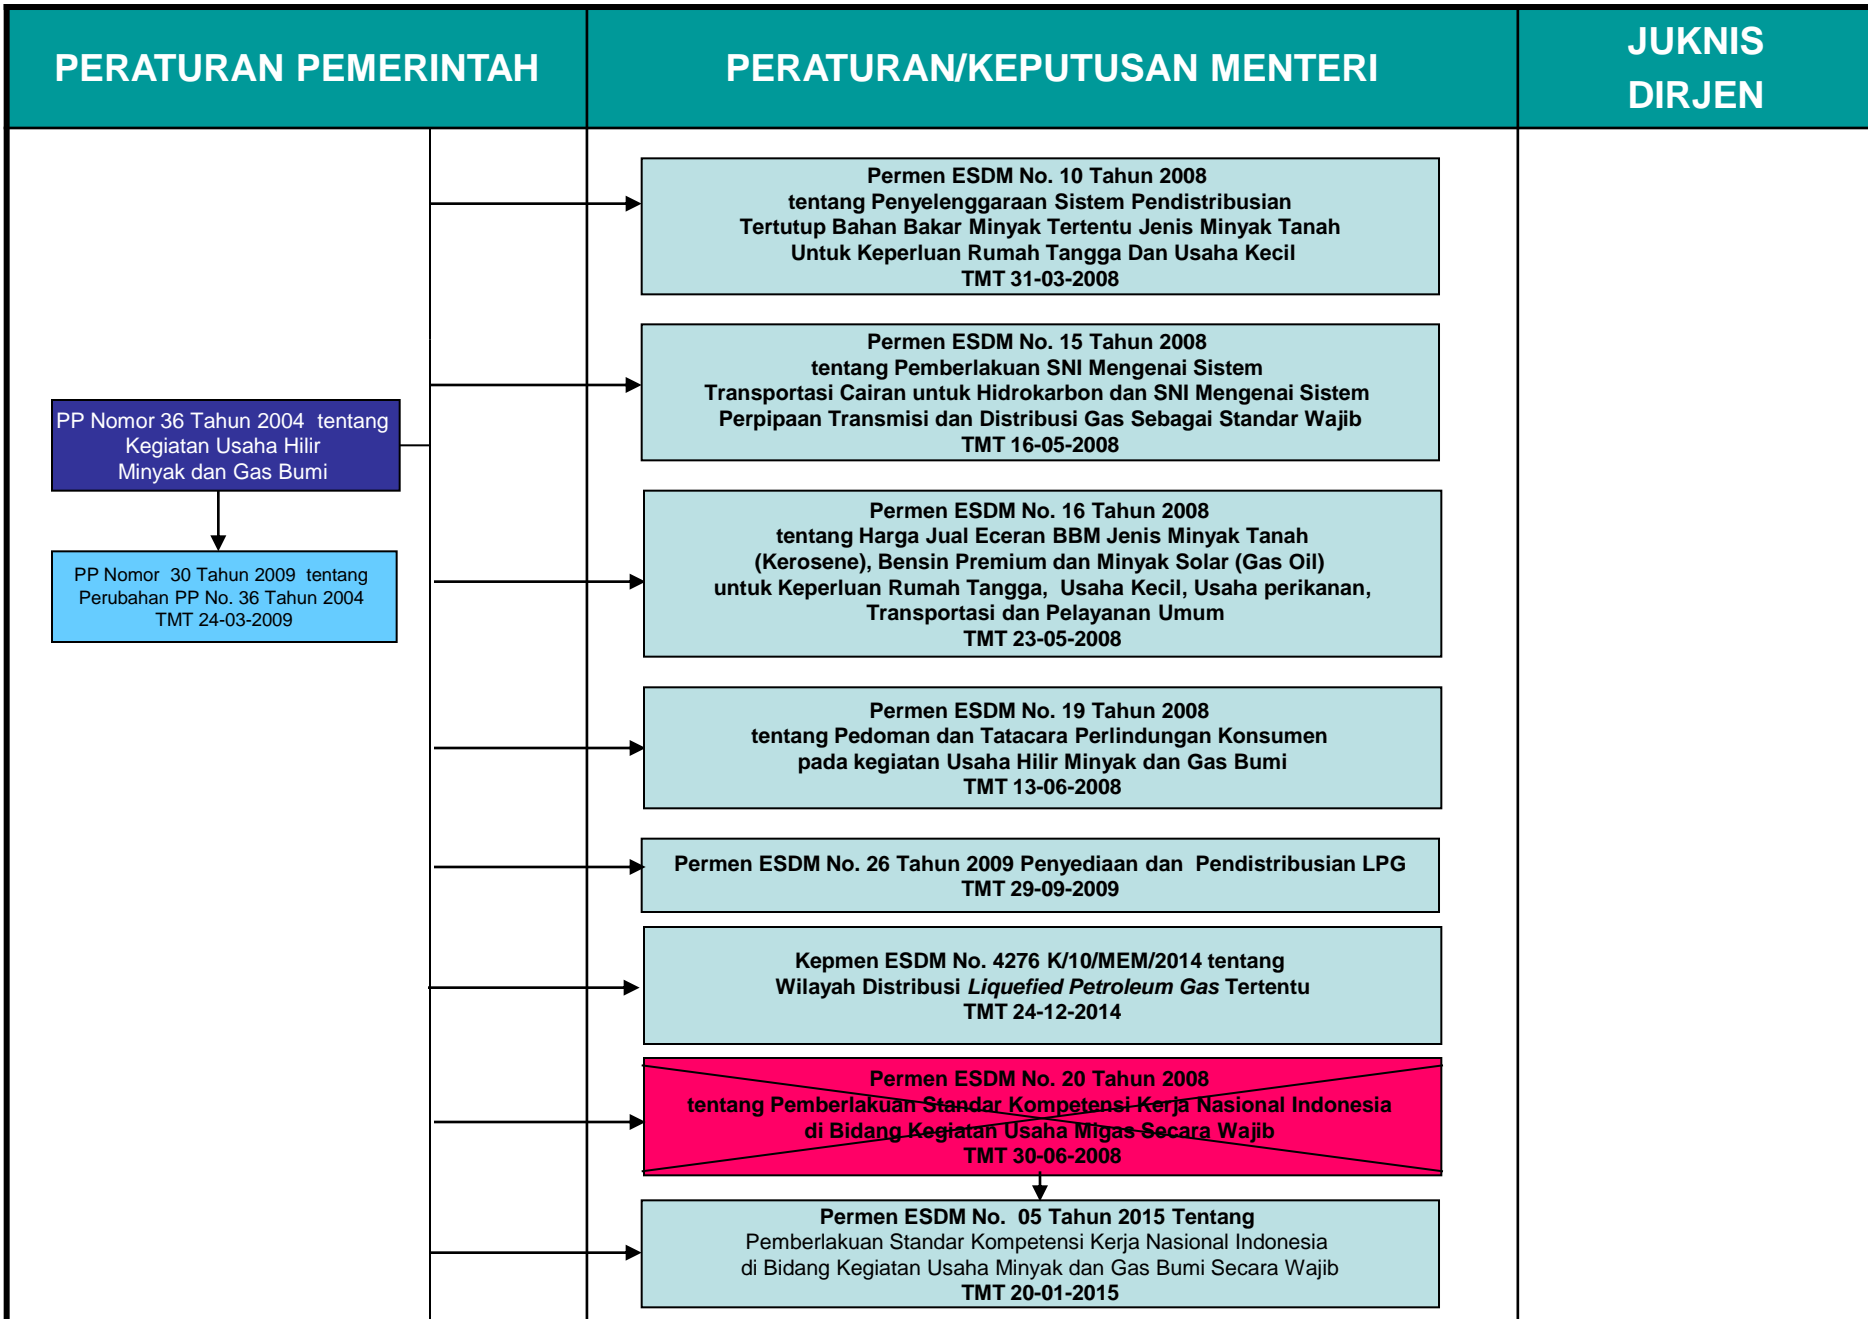 PERATURAN PEMERINTAH
PERATURAN/KEPUTUSAN MENTERI
JUKNIS
DIRJEN
PP Nomor 36 Tahun 2004 tentang
Kegiatan Usaha Hilir
Minyak dan Gas Bumi
PP Nomor 30 Tahun 2009 tentang
Perubahan PP No. 36 Tahun 2004
TMT 24-03-2009
Permen ESDM No. 10 Tahun 2008
tentang Penyelenggaraan Sistem Pendistribusian
Tertutup Bahan Bakar Minyak Tertentu Jenis Minyak Tanah
Untuk Keperluan Rumah Tangga Dan Usaha Kecil
TMT 31-03-2008
Permen ESDM No. 15 Tahun 2008
tentang Pemberlakuan SNI Mengenai Sistem
Transportasi Cairan untuk Hidrokarbon dan SNI Mengenai Sistem
Perpipaan Transmisi dan Distribusi Gas Sebagai Standar Wajib
TMT 16-05-2008
Permen ESDM No. 16 Tahun 2008
tentang Harga Jual Eceran BBM Jenis Minyak Tanah
(Kerosene), Bensin Premium dan Minyak Solar (Gas Oil)
untuk Keperluan Rumah Tangga, Usaha Kecil, Usaha perikanan,
Transportasi dan Pelayanan Umum
TMT 23-05-2008
Permen ESDM No. 19 Tahun 2008
tentang Pedoman dan Tatacara Perlindungan Konsumen
pada kegiatan Usaha Hilir Minyak dan Gas Bumi
TMT 13-06-2008
Permen ESDM No. 26 Tahun 2009 Penyediaan dan Pendistribusian LPG
TMT 29-09-2009
Kepmen ESDM No. 4276 K/10/MEM/2014 tentang
Wilayah Distribusi Liquefied Petroleum Gas Tertentu
TMT 24-12-2014
Permen ESDM No. 20 Tahun 2008
tentang Pemberlakuan Standar Kompetensi Kerja Nasional Indonesia
di Bidang Kegiatan Usaha Migas Secara Wajib
TMT 30-06-2008
Permen ESDM No. 05 Tahun 2015 Tentang
Pemberlakuan Standar Kompetensi Kerja Nasional Indonesia
di Bidang Kegiatan Usaha Minyak dan Gas Bumi Secara Wajib
TMT 20-01-2015